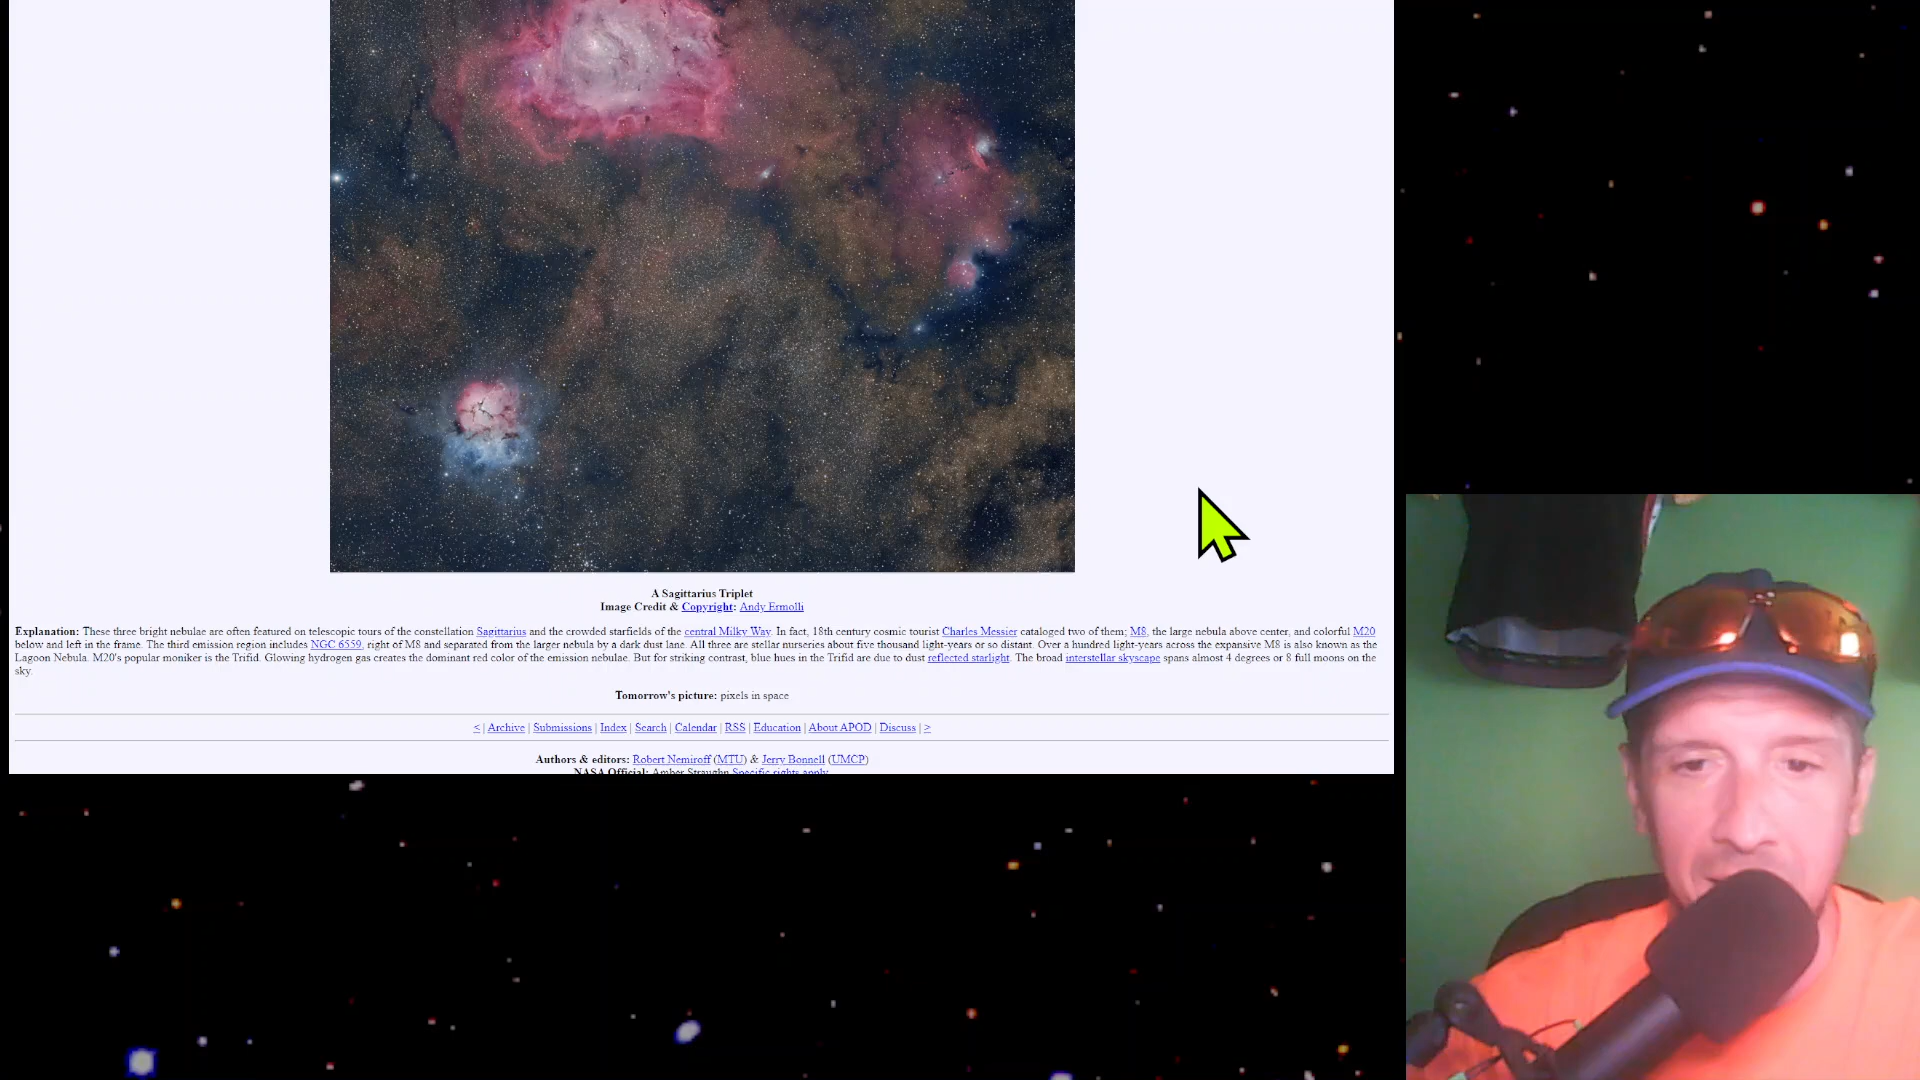 A Sagittarius Triplet
Image Credit & Copyright: Andy Ermolli
Explanation: These three bright nebulae are often featured on telescopic tours of the constellation Sagittarius and the crowded starfields of the central Milky Way. In fact, 18th century cosmic tourist Charles Messier cataloged two of them; M8, the large nebula above center, and colorful M20
below and left in the frame. The third emission region includes NGC 6559, right of M8 and separated from the larger nebula by a dark dust lane. All three are stellar nurseries about five thousand light-years or so distant. Over a hundred light-years across the expansive M8 is also known as the
Lagoon Nebula. M20's popular moniker is the Trifid. Glowing hydrogen gas creates the dominant red color of the emission nebulae. But for striking contrast, blue hues in the Trifid are due to dust reflected starlight. The broad interstellar skyscape spans almost 4 degrees or 8 full moons on the
sky.
Tomorrow's picture: pixels in space
< | Archive | Submissions | Index | Search | Calendar | RSS | Education | About APOD | Discuss | >
Authors & editors: Robert Nemiroff (MTU) & Jerry Bonnell (UMCP)
NASA Official: Amber Straughn Specific rights apply